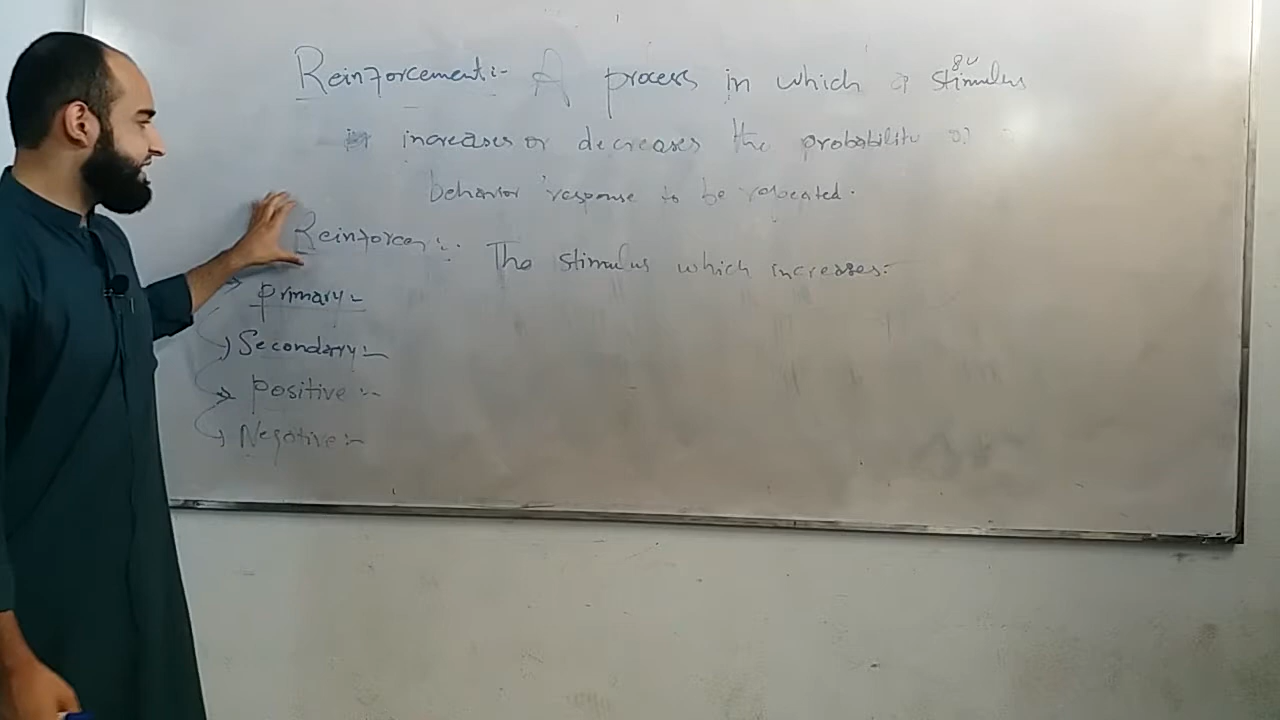 Reinforcement:- A process in which a stimulus
increases or decreases the probability of
behavior response to be repeated.
Reinforcer:- The stimulus which increases:-
Primary:-
Secondary:-
Positive:-
Negative:-